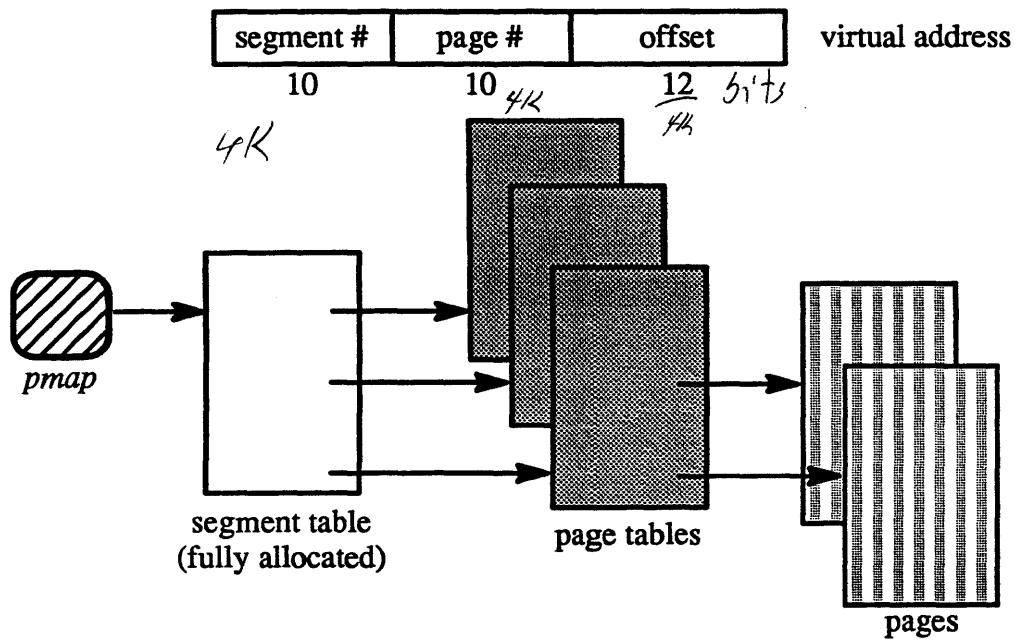 segment # page # offset virtual address
10 10 12 bits
4K 4K 4K
pmap
segment table
(fully allocated)
page tables
pages